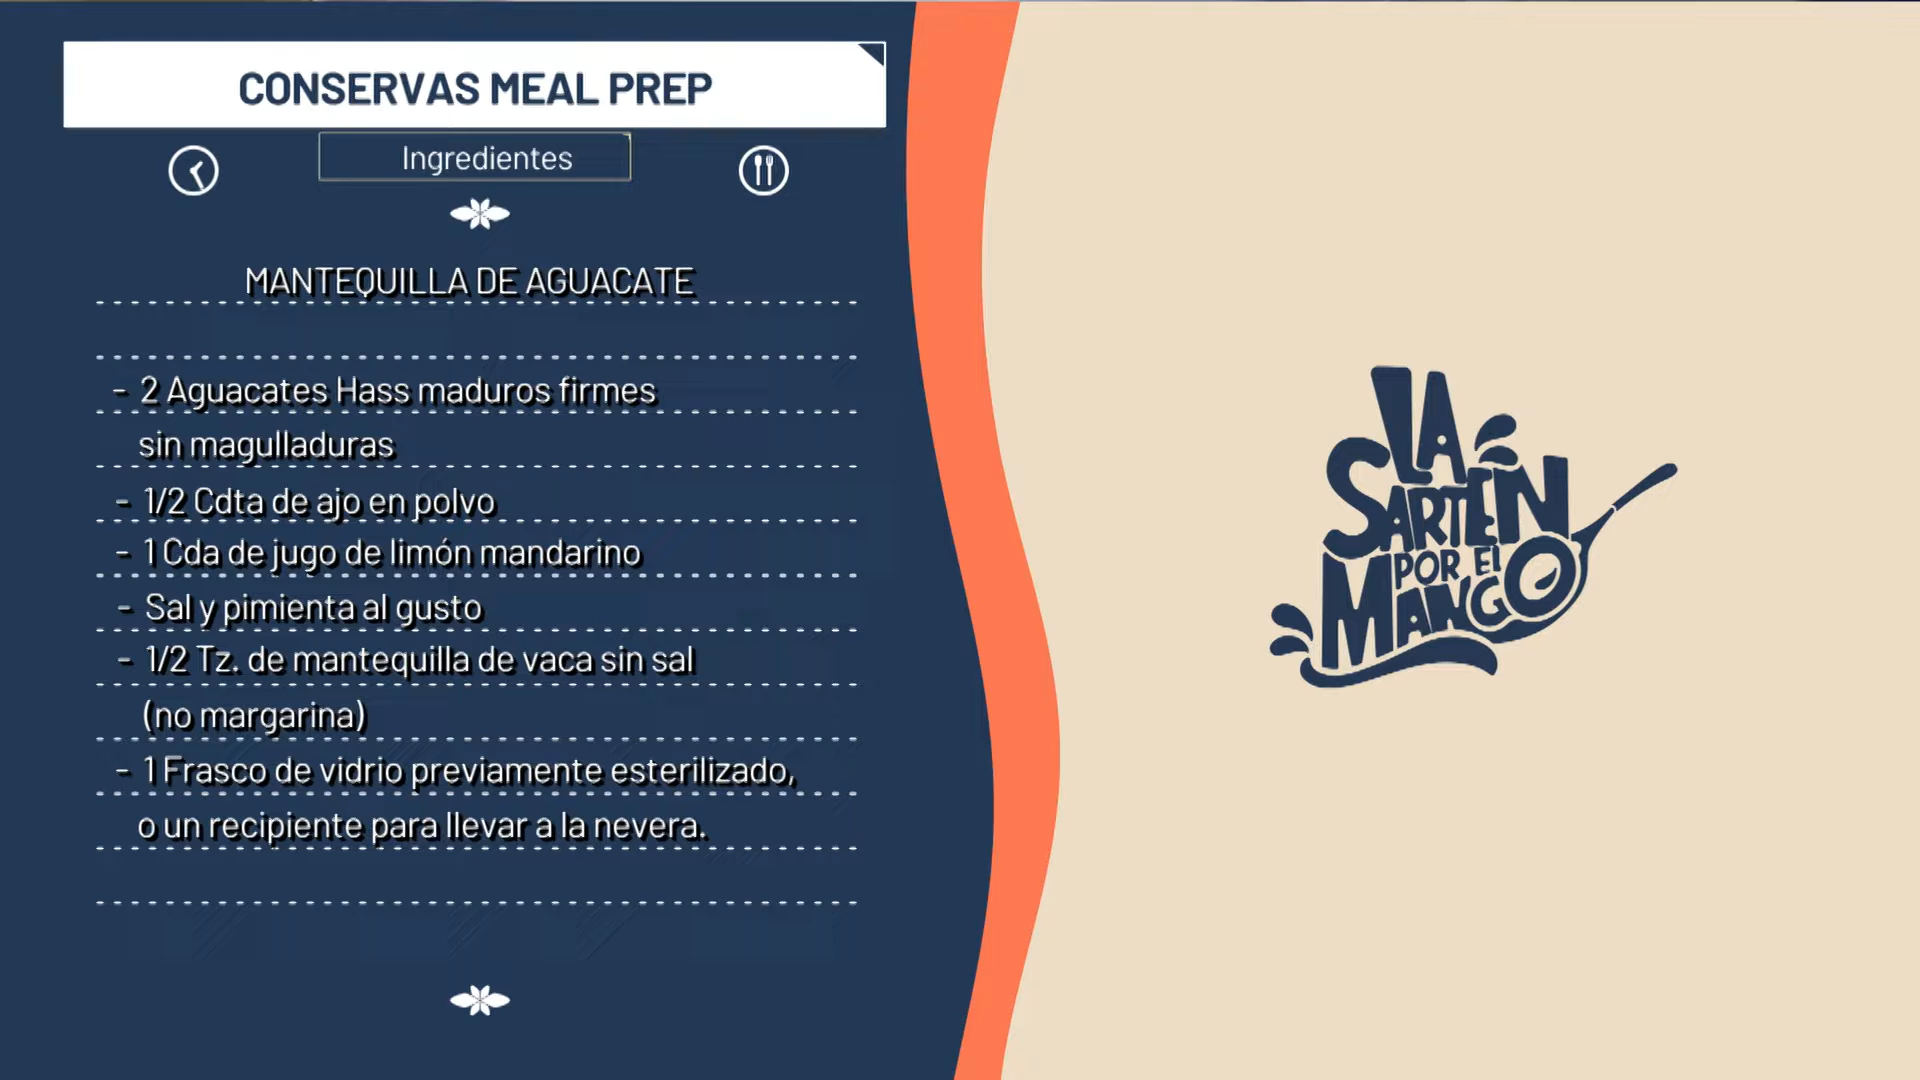 CONSERVAS MEAL PREP
Ingredientes
MANTEQUILLA DE AGUACATE
- 2 Aguacates Hass maduros firmes
sin magulladuras
- 1/2 Cdta de ajo en polvo
- 1 Cda de jugo de limón mandarino
- Sal y pimienta al gusto
- 1/2 Tz. de mantequilla de vaca sin sal
(no margarina)
- 1 Frasco de vidrio previamente esterilizado,
o un recipiente para llevar a la nevera.
LA
SARTEN
POR El
MANGO